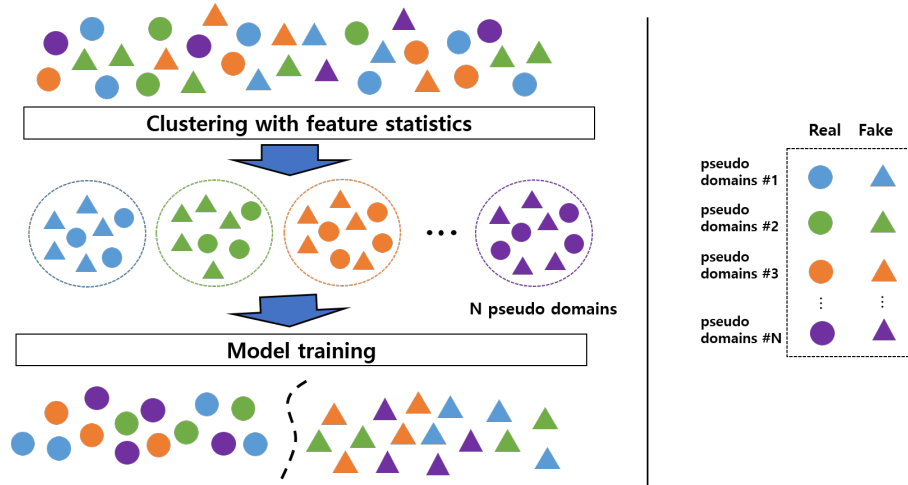 Clustering with feature statistics
...
N pseudo domains
Model training
Real Fake
pseudo
domains #1
pseudo
domains #2
pseudo
domains #3
⋮ ⋮
pseudo
domains #N